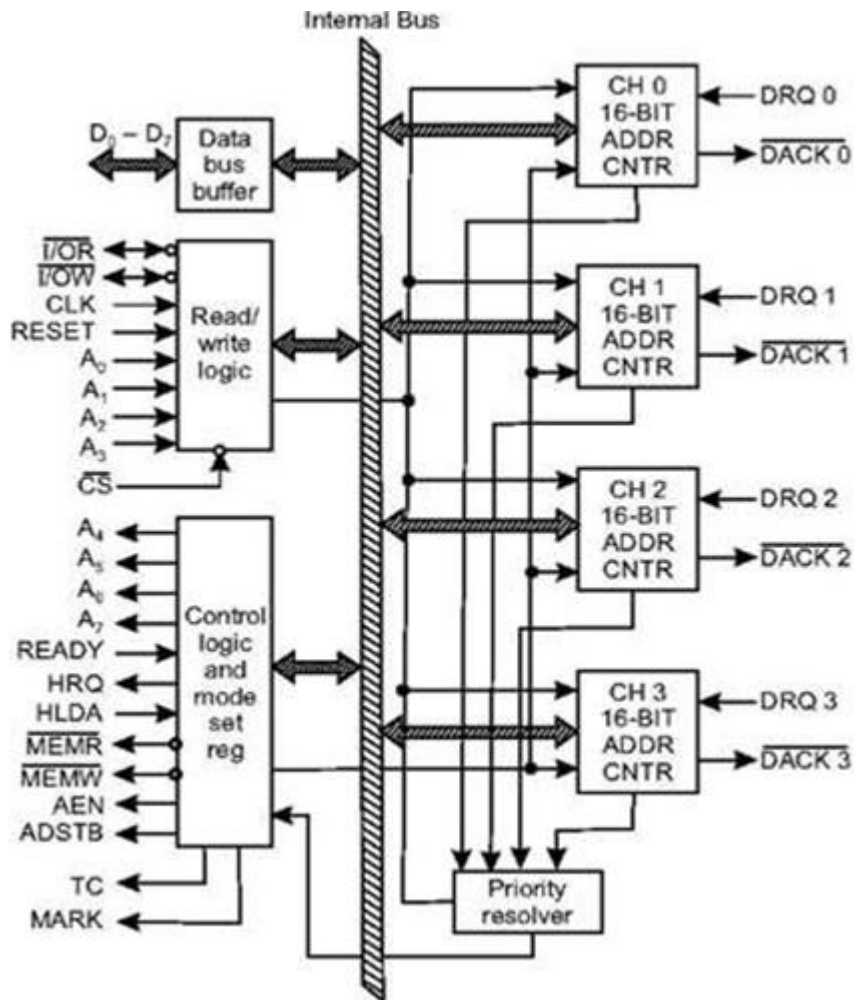 Internal Bus
D₀ – D₇
Data
bus
buffer
I/OR
I/OW
CLK
RESET
A₀
A₁
A₂
A₃
CS
Read/
write
logic
A₄
A₅
A₆
A₇
READY
HRQ
HLDA
MEMR
MEMW
AEN
ADSTB
TC
MARK
Control
logic
and
mode
set
reg
CH 0
16-BIT
ADDR
CNTR
DRQ 0
DACK 0
CH 1
16-BIT
ADDR
CNTR
DRQ 1
DACK 1
CH 2
16-BIT
ADDR
CNTR
DRQ 2
DACK 2
CH 3
16-BIT
ADDR
CNTR
DRQ 3
DACK 3
Priority
resolver